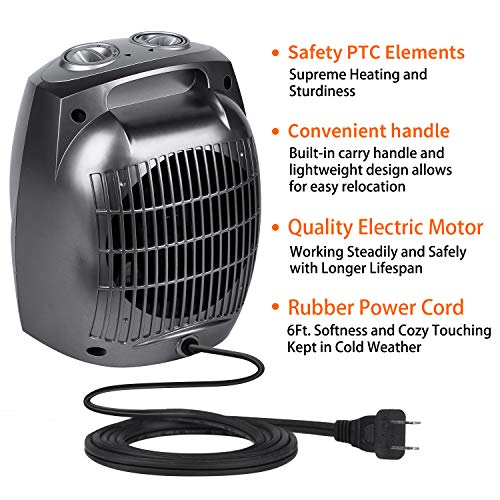 Safety PTC Elements
Supreme Heating and
Sturdiness
Convenient handle
Built-in carry handle and
lightweight design allows
for easy relocation
Quality Electric Motor
Working Steadily and Safely
with Longer Lifespan
Rubber Power Cord
6Ft. Softness and Cozy Touching
Kept in Cold Weather